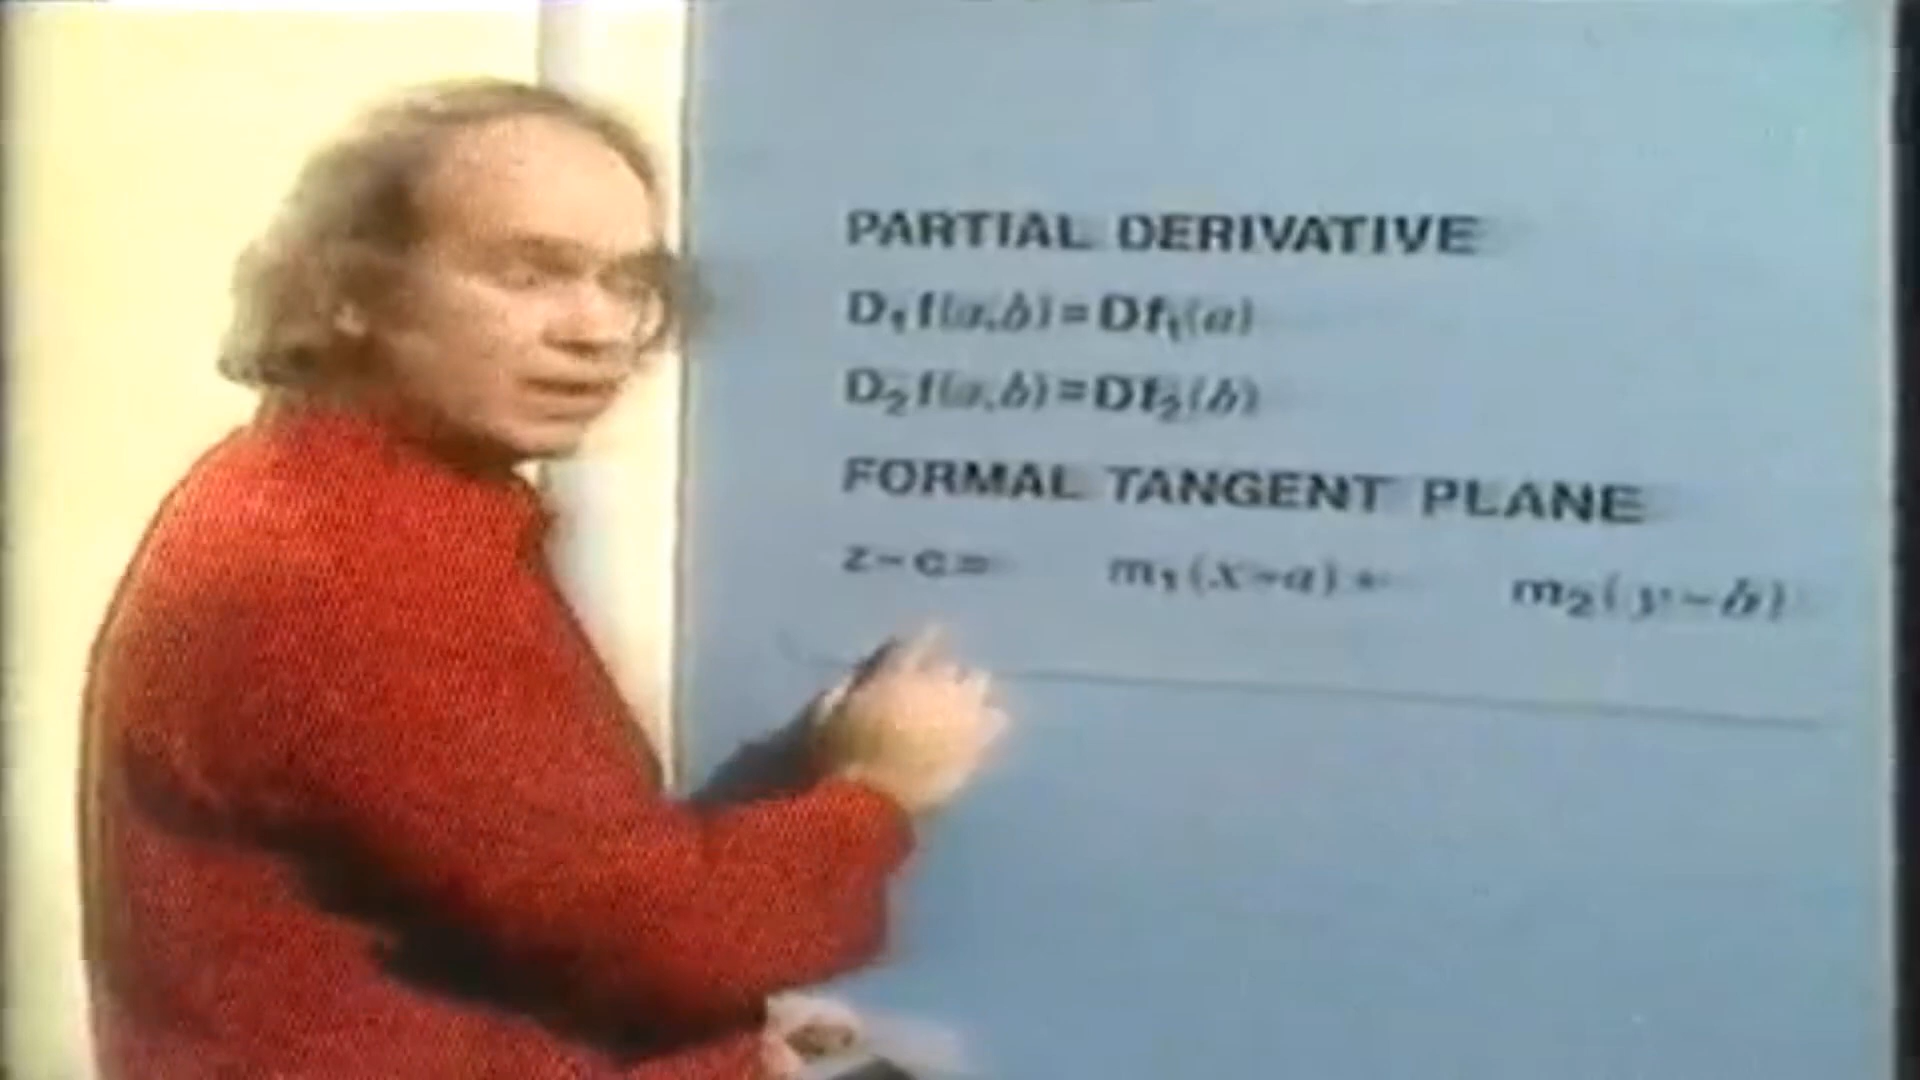 PARTIAL DERIVATIVE
D₁f(a,b)=Df₁(a)
D₂f(a,b)=Df₂(b)
FORMAL TANGENT PLANE
z-c= m₁(x-a)+ m₂(y-b)